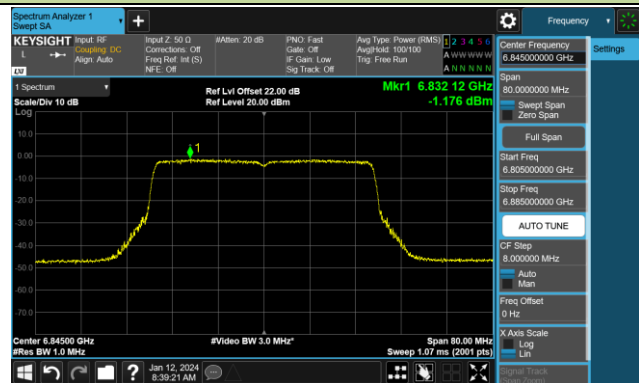 Spectrum Analyzer 1
Swept SA
Frequency
KEYSIGHT
L
LXI
Input: RF
Coupling: DC
Align: Auto
Input Z: 50 Ω
Corrections: Off
Freq Ref: Int (S)
NFE: Off
#Atten: 20 dB
PNO: Fast
Gate: Off
IF Gain: Low
Sig Track: Off
Avg Type: Power (RMS)
Avg|Hold: 100/100
Trig: Free Run
1 2 3 4 5 6
A W W W W W
A N N N N N
1 Spectrum
Scale/Div 10 dB
Log
Ref Lvl Offset 22.00 dB
Ref Level 20.00 dBm
Mkr1 6.832 12 GHz
-1.176 dBm
1
10.0
0.00
-10.0
-20.0
-30.0
-40.0
-50.0
-60.0
-70.0
Center 6.84500 GHz
#Res BW 1.0 MHz
#Video BW 3.0 MHz*
Span 80.00 MHz
Sweep 1.07 ms (2001 pts)
Center Frequency
6.845000000 GHz
Settings
Span
80.0000000 MHz
Swept Span
Zero Span
Full Span
Start Freq
6.805000000 GHz
Stop Freq
6.885000000 GHz
AUTO TUNE
CF Step
8.000000 MHz
Auto
Man
Freq Offset
0 Hz
X Axis Scale
Log
Lin
Signal Track
(Span Zoom)
?
Jan 12, 2024
8:39:21 AM